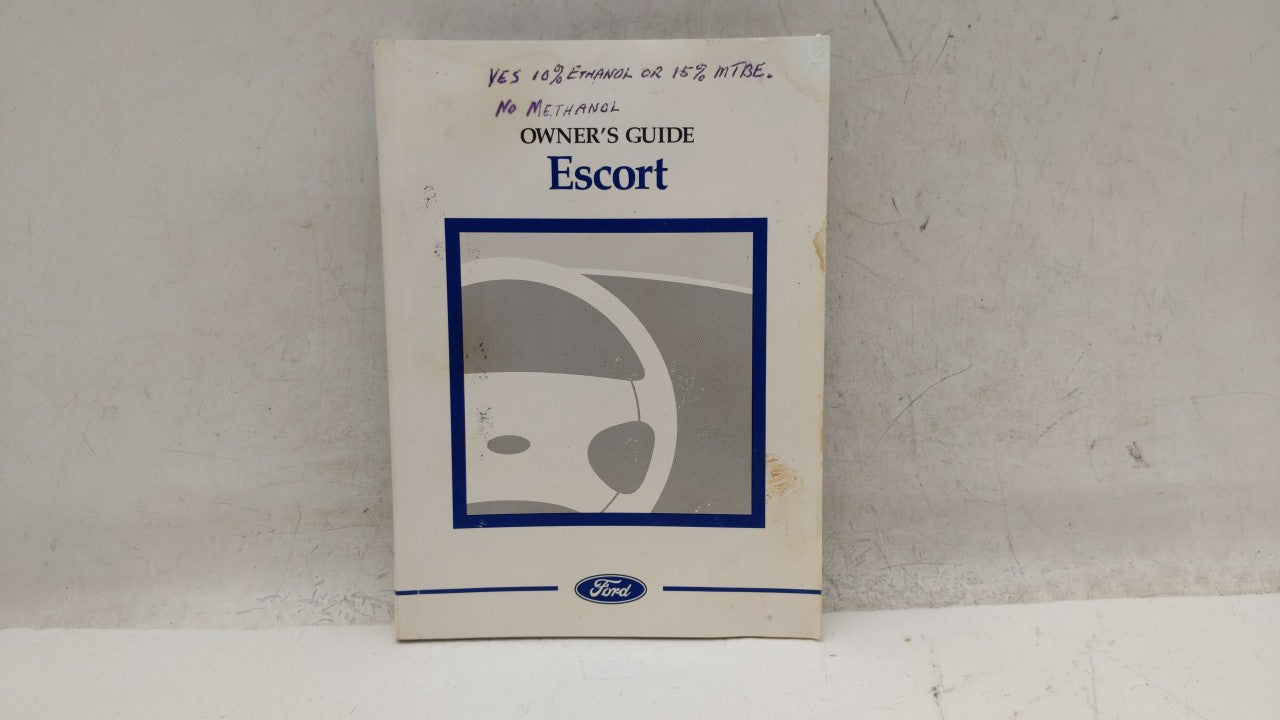 YES 10% ETHANOL OR 15% MTBE.
NO METHANOL
OWNER'S GUIDE
Escort
Ford